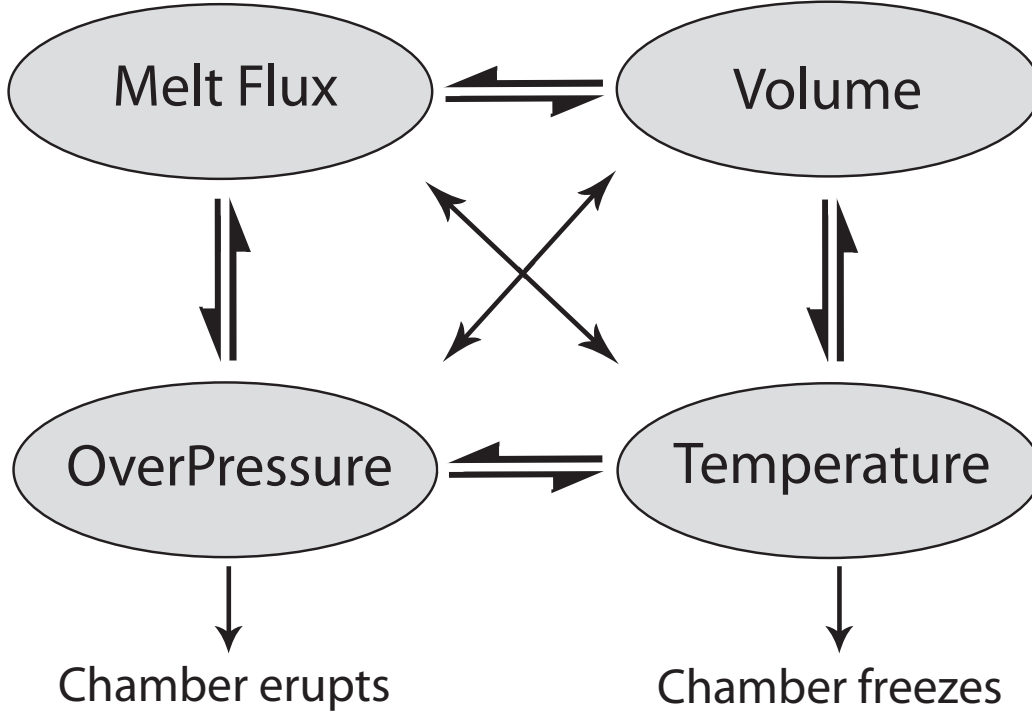 Melt Flux
Volume
OverPressure
Temperature
Chamber erupts
Chamber freezes